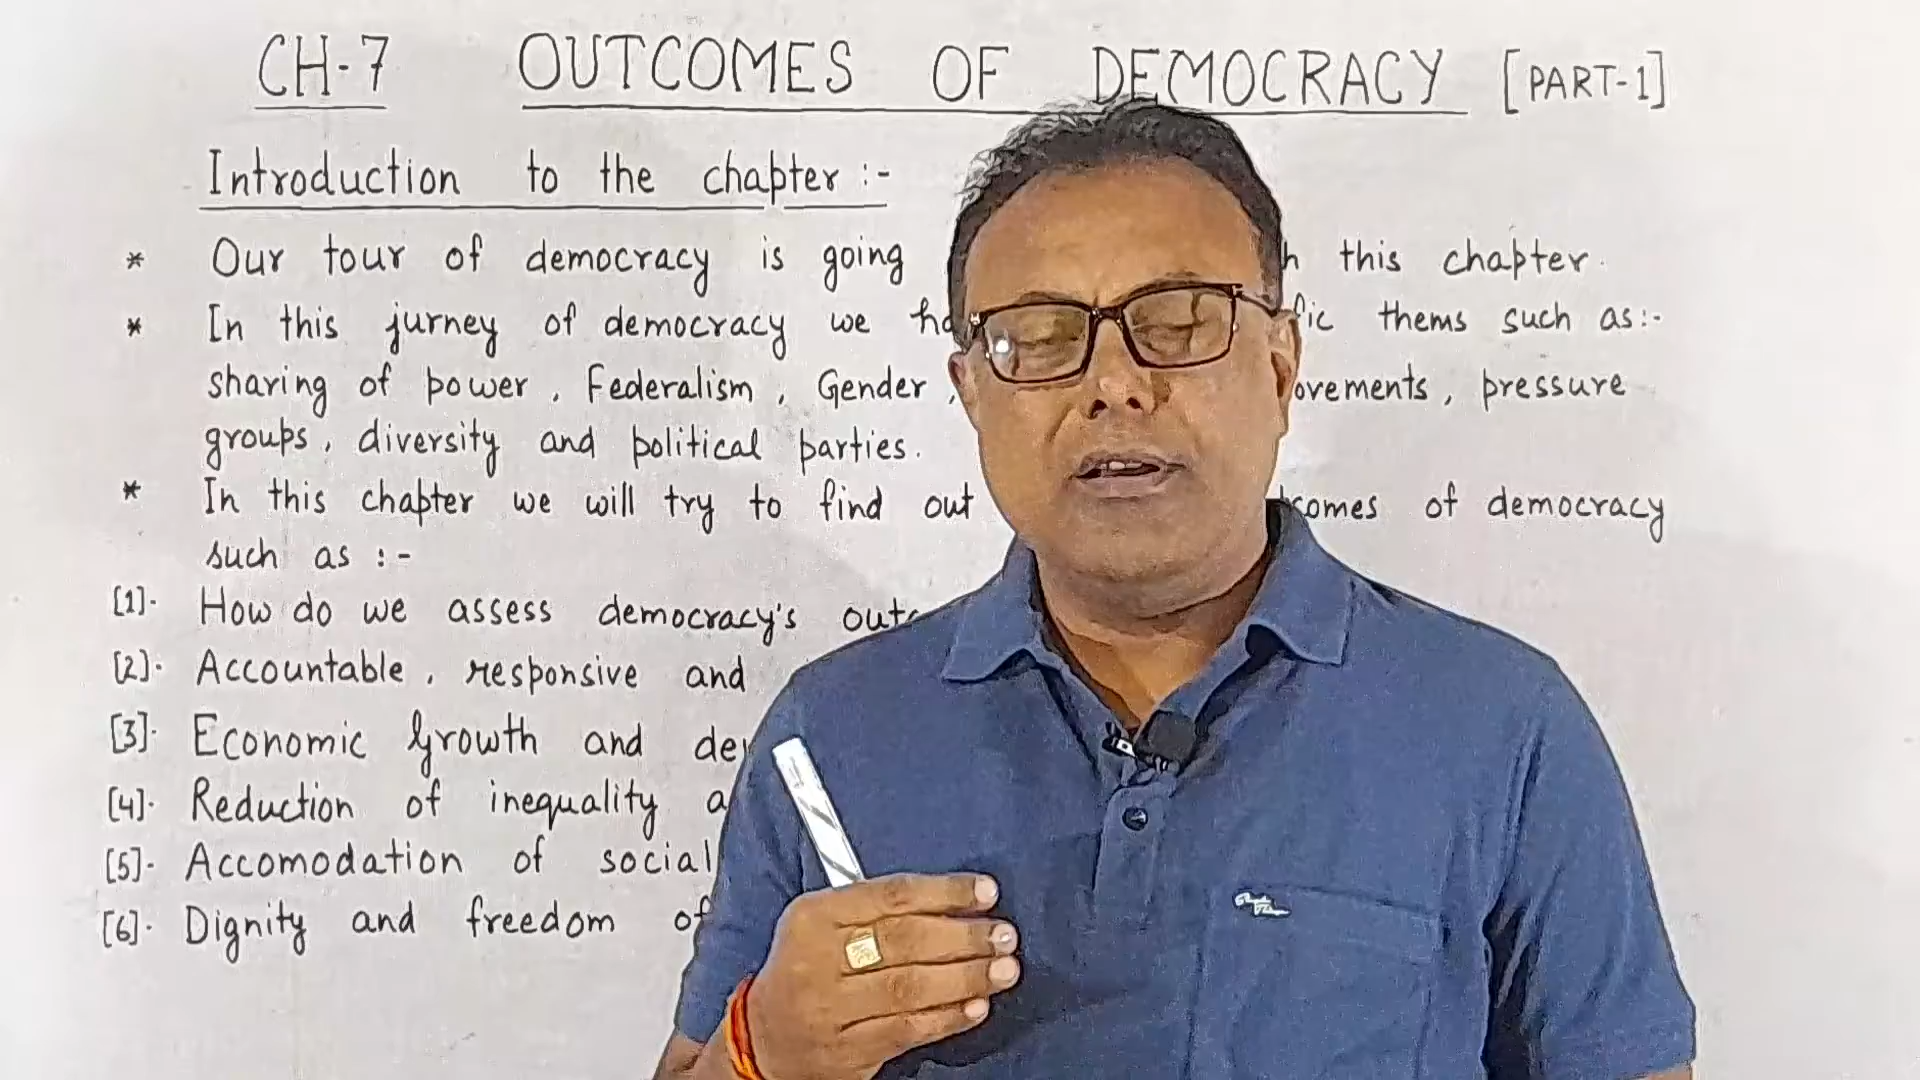 CH-7 OUTCOMES OF DEMOCRACY [PART-1]
Introduction to the chapter :-
* Our tour of democracy is going this chapter.
* In this jurney of democracy we thems such as:-
sharing of power, Federalism, Gender, pressure
groups, diversity and political parties.
* In this chapter we will try to find out of democracy
such as :-
[1]. How do we assess democracy's
[2]. Accountable, responsive and
[3]. Economic Growth and
[4]. Reduction of inequality
[5]. Accomodation of social
[6]. Dignity and freedom of